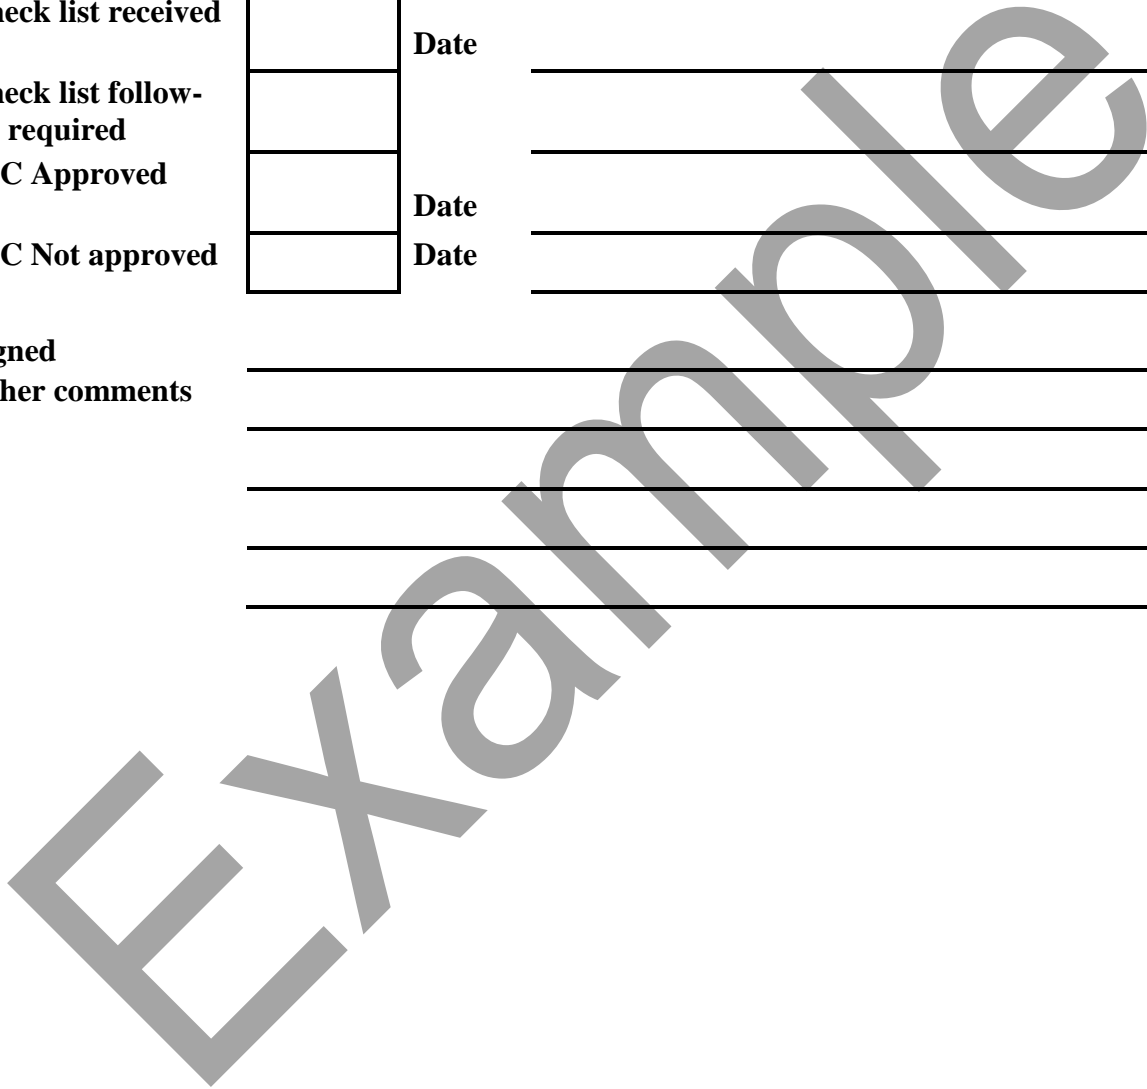 heck list received
Date
heck list follow-
required
C Approved
Date
C Not approved Date
gned
her comments
Example